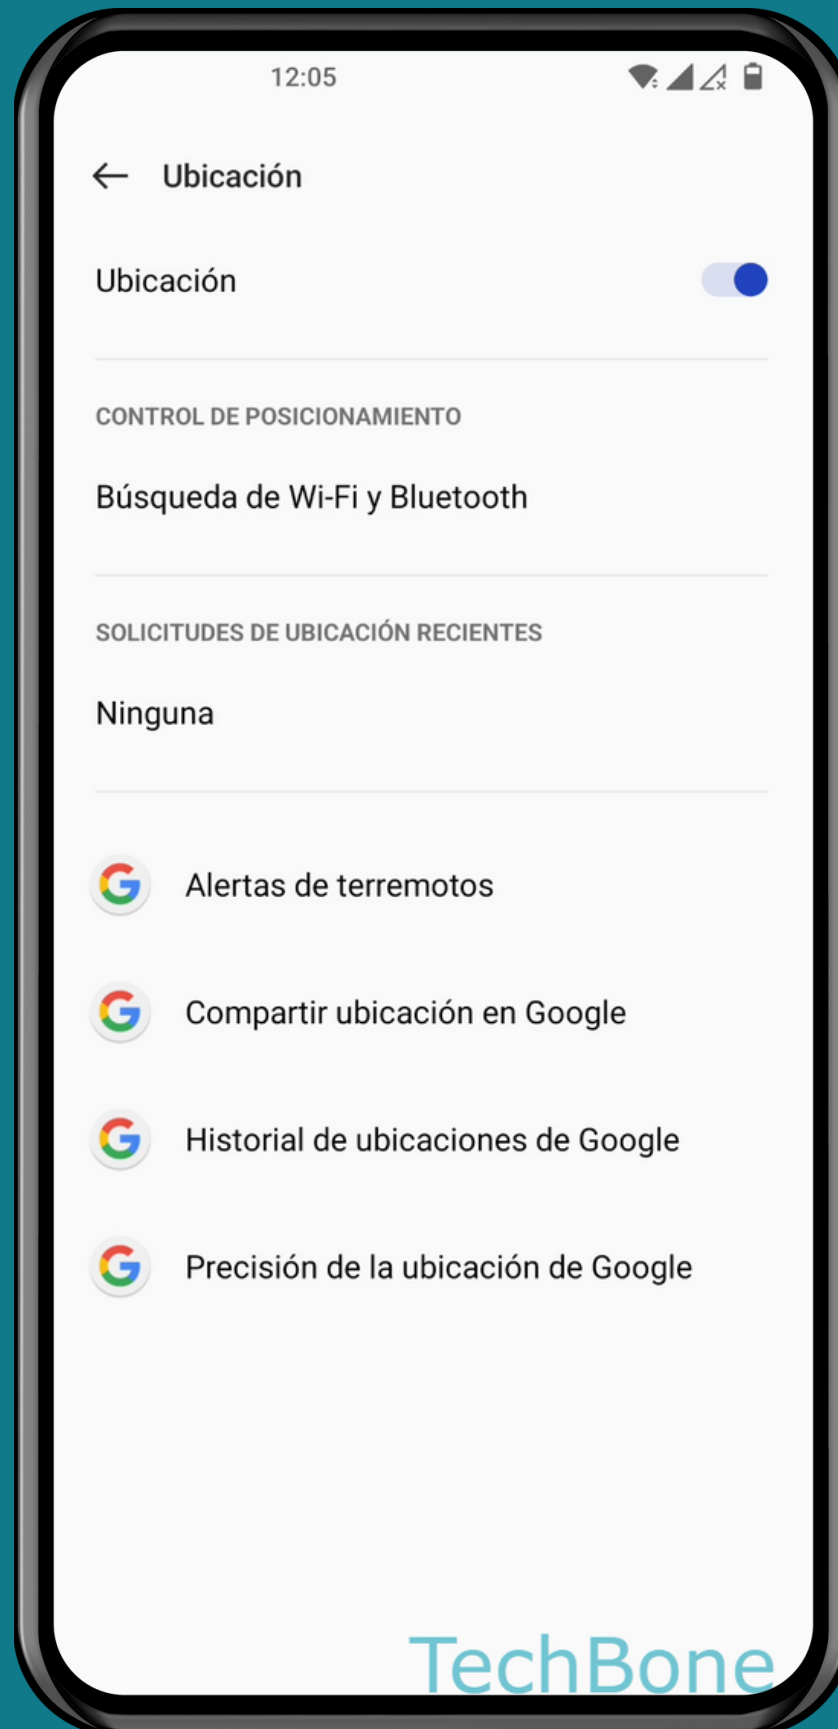 12:05
Ubicación
Ubicación
CONTROL DE POSICIONAMIENTO
Búsqueda de Wi-Fi y Bluetooth
SOLICITUDES DE UBICACIÓN RECIENTES
Ninguna
Alertas de terremotos
Compartir ubicación en Google
Historial de ubicaciones de Google
Precisión de la ubicación de Google
TechBone